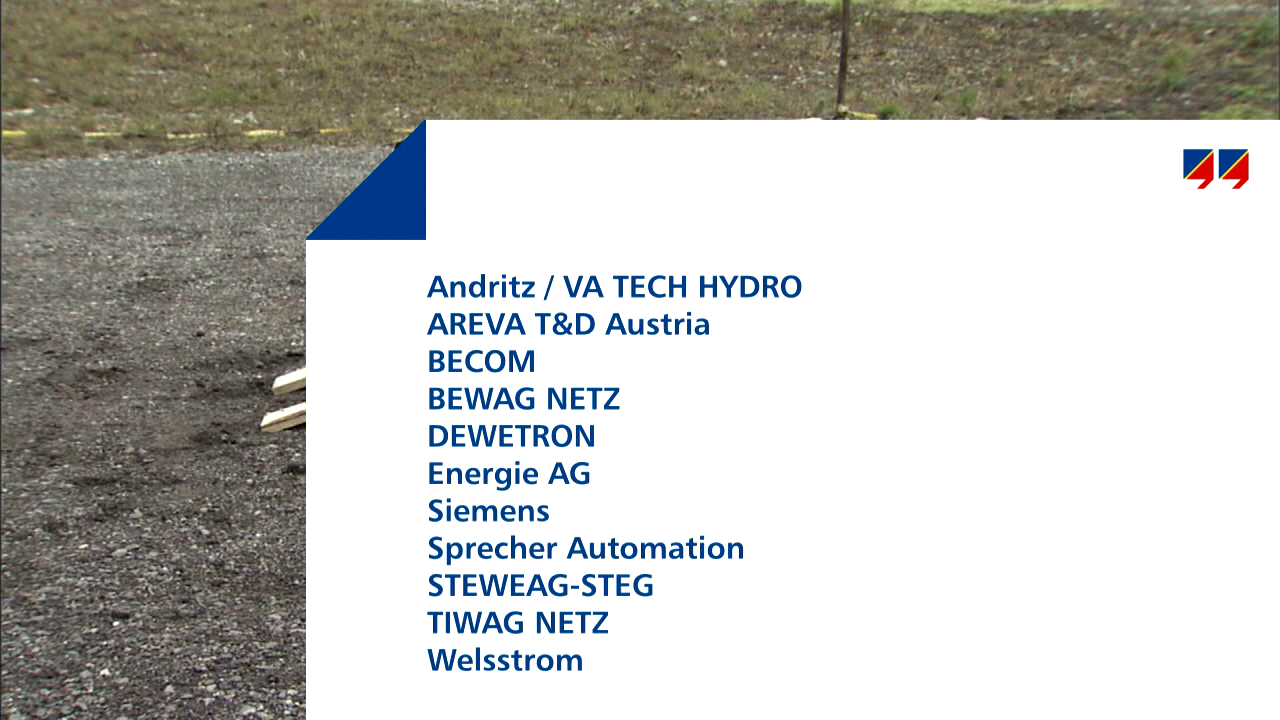 Andritz / VA TECH HYDRO
AREVA T&D Austria
BECOM
BEWAG NETZ
DEWETRON
Energie AG
Siemens
Sprecher Automation
STEWEAG-STEG
TIWAG NETZ
Welsstrom